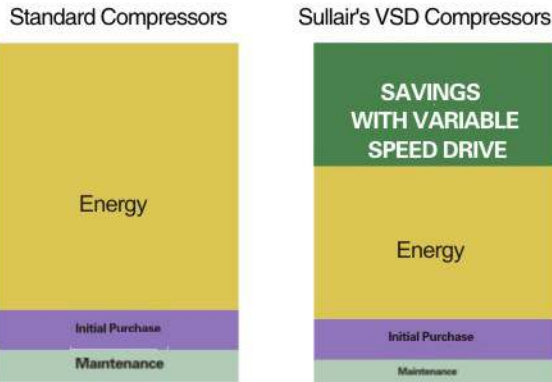 Standard Compressors
Sullair's VSD Compressors
SAVINGS
WITH VARIABLE
SPEED DRIVE
Energy
Energy
Initial Purchase
Initial Purchase
Maintenance
Maintenance